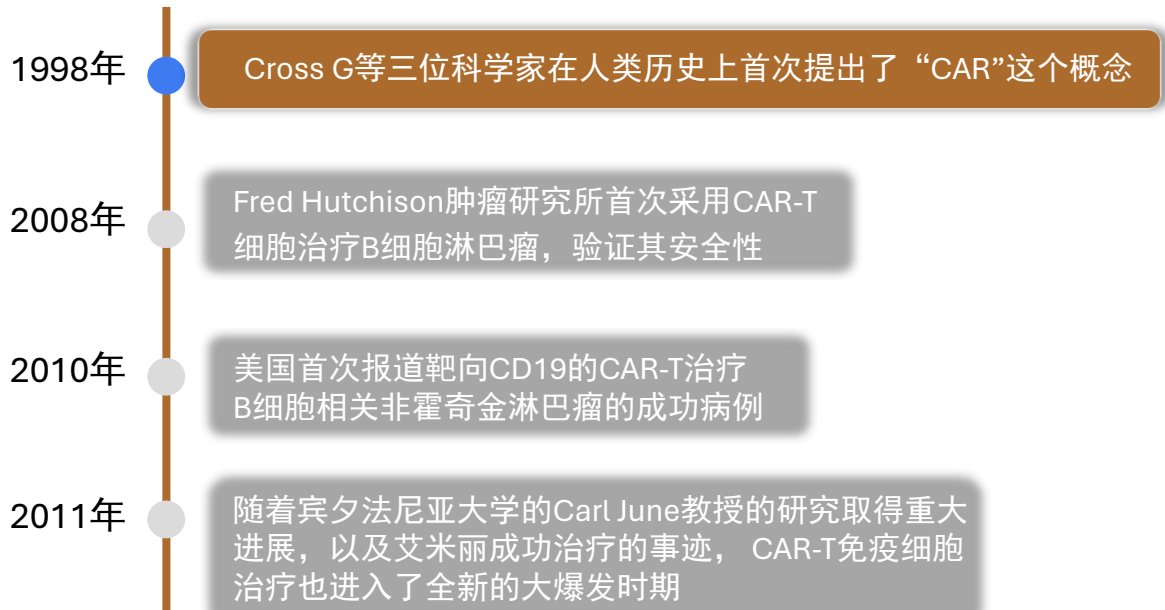 1998年
Cross G等三位科学家在人类历史上首次提出了“CAR”这个概念
2008年
Fred Hutchison肿瘤研究所首次采用CAR-T
细胞治疗B细胞淋巴瘤，验证其安全性
2010年
美国首次报道靶向CD19的CAR-T治疗
B细胞相关非霍奇金淋巴瘤的成功病例
2011年
随着宾夕法尼亚大学的Carl June教授的研究取得重大
进展，以及艾米丽成功治疗的事迹， CAR-T免疫细胞
治疗也进入了全新的大爆发时期